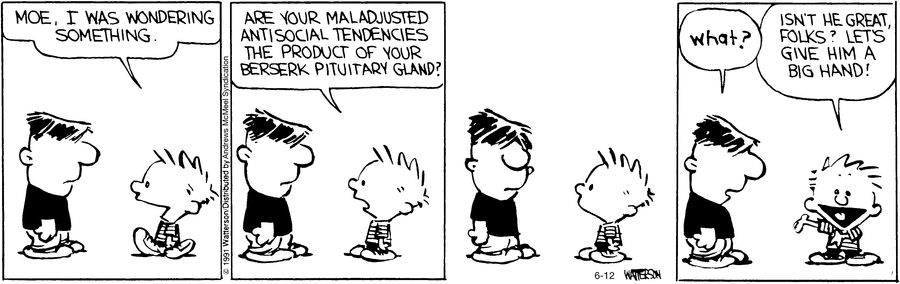 MOE, I WAS WONDERING
SOMETHING.
ARE YOUR MALADJUSTED
ANTISOCIAL TENDENCIES
THE PRODUCT OF YOUR
BERSERK PITUITARY GLAND?
What?
ISN'T HE GREAT,
FOLKS? LET'S
GIVE HIM A
BIG HAND!
© 1991 Watterson/Distributed by Andrews McMeel Syndication
6-12 WATTERSON